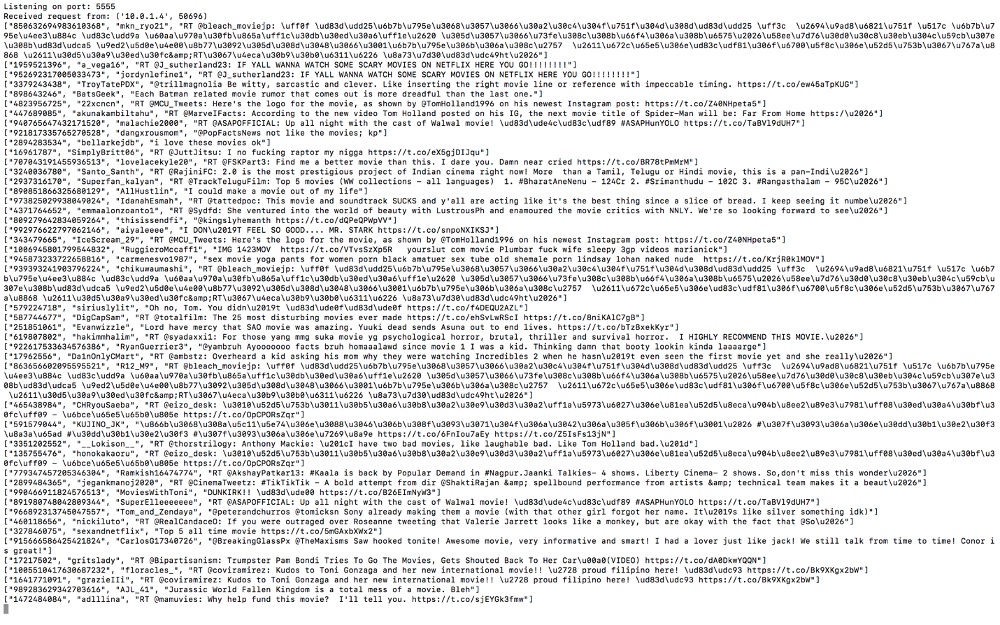 Listening on port: 5555
Received request from: ('10.0.1.4', 50696)
["850632694983610368", "mkn_ryo21", "RT @bleach_moviejp: \uff0f \ud83d\udd25\u6b7b\u795e\u3068\u3057\u3066\u30a2\u30c4\u304f\u751f\u304d\u308d\ud83d\udd25 \uff3c  \u2694\u9ad8\u6821\u751f \u517c \u6b7b\u7
95e\u4ee3\u884c \ud83c\udd9a \u60aa\u970a\u30fb\u865a\uff1c\u30db\u30ed\u30a6\uff1e\u2620 \u305d\u3057\u3066\u73fe\u308c\u308b\u66f4\u306a\u308b\u6575\u2026\u58ee\u7d76\u30d0\u30c8\u30eb\u304c\u59cb\u307e
\u308b\ud83d\udca5 \u9ed2\u5d0e\u4e00\u8b77\u3092\u305d\u308d\u3048\u3066\u3001\u6b7b\u795e\u306b\u306a\u308c\u2757  \u2611\u672c\u65e5\u306e\ud83c\udf81\u306f\u6700\u5f8c\u306e\u52d5\u753b\u3067\u767a\u8
868 \u2611\u30d5\u30a9\u30ed\u30fc&amp;RT\u3067\u4eca\u30b9\u30b0\u6311\u6226 \u8a73\u7d30\ud83d\udc49ht\u2026"]
["1959521396", "a_vega16", "RT @J_sutherland23: IF YALL WANNA WATCH SOME SCARY MOVIES ON NETFLIX HERE YOU GO!!!!!!!!"]
["952692317005033473", "jordynlefine1", "RT @J_sutherland23: IF YALL WANNA WATCH SOME SCARY MOVIES ON NETFLIX HERE YOU GO!!!!!!!!"]
["3379243438", "TroyTatePDX", "@trillmagnolia Be witty, sarcastic and clever. Like inserting the right movie line or reference with impeccable timing. https://t.co/ew45aTpKUG"]
["898643246", "BatsGeek", "Each Batman related movie rumor that comes out is more dreadful than the last one."]
["4823956725", "22xcncn", "RT @MCU_Tweets: Here's the logo for the movie, as shown by @TomHolland1996 on his newest Instagram post: https://t.co/Z40NHpeta5"]
["447689085", "akunakambiltahu", "RT @MarveIFacts: According to the new video Tom Holland posted on his IG, the next movie title of Spider-Man will be: Far From Home https:/\u2026"]
["940765647432171520", "malachie2000", "RT @ASAPOFFICIAL: Up all night with the cast of Walwal movie! \ud83d\ude4c\ud83c\udf89 #ASAPHunYOLO https://t.co/TaBVl9dUH7"]
["921817335765270528", "dangxrousmom", "@PopFactsNews not like the movies; kp"]
["2894283534", "bellarkejdb", "i love these movies ok"]
["16961787", "SimplyBritt06", "RT @JuttJitsu: I no fucking raptor my nigga https://t.co/eX5gjDIJqu"]
["707043191455936513", "lovelacekyle20", "RT @FSKPart3: Find me a better movie than this. I dare you. Damn near cried https://t.co/BR78tPmMrM"]
["3240036780", "Santo_Santh", "RT @RajiniFC: 2.0 is the most prestigious project of Indian cinema right now! More  than a Tamil, Telugu or Hindi movie, this is a pan-Indi\u2026"]
["2937316170", "Superfan_kalyan", "RT @TrackTeluguFilm: Top 5 movies (WW collections - all languages)  1. #BharatAneNenu - 124Cr 2. #Srimanthudu - 102C 3. #Rangasthalam - 95C\u2026"]
["890851866325680129", "AllHustlin", "I could make a movie out of my life"]
["973825029938049024", "IdanahEsmah", "RT @tattedpoc: This movie and soundtrack SUCKS and y'all are acting like it's the best thing since a slice of bread. I keep seeing it numbe\u2026"]
["4371764652", "emmaalonzoanto1", "RT @Sydfd: She ventured into the world of beauty with LustrousPh and enamoured the movie critics with NNLY. We're so looking forward to see\u2026"]
["809279642834059264", "thisissendfi", "@kingslyhemanth https://t.co/dQPeQPWpVV"]
["992976622797062146", "aiyaleeee", "I DON\u2019T FEEL SO GOOD.... MR. STARK https://t.co/snpoNXIKSJ"]
["343479665", "IceScream_29", "RT @MCU_Tweets: Here's the logo for the movie, as shown by @TomHolland1996 on his newest Instagram post: https://t.co/Z40NHpeta5"]
["1006945801799544832", "RuggieroMccaff1", "IMG 1423MOV  https://t.co/VTvsSzXp5R   yourslut com movie Plumbar fuck wife sleepy 3gp videos marianick"]
["945873233722658816", "carmenesvo1987", "sex movie yoga pants for women porn black amatuer sex tube old shemale porn lindsay lohan naked nude  https://t.co/KrjR0klMOV"]
["939393241903796224", "chikuwaumashi", "RT @bleach_moviejp: \uff0f \ud83d\udd25\u6b7b\u795e\u3068\u3057\u3066\u30a2\u30c4\u304f\u751f\u304d\u308d\ud83d\udd25 \uff3c  \u2694\u9ad8\u6821\u751f \u517c \u6b7
b\u795e\u4ee3\u884c \ud83c\udd9a \u60aa\u970a\u30fb\u865a\uff1c\u30db\u30ed\u30a6\uff1e\u2620 \u305d\u3057\u3066\u73fe\u308c\u308b\u66f4\u306a\u308b\u6575\u2026\u58ee\u7d76\u30d0\u30c8\u30eb\u304c\u59cb\u
307e\u308b\ud83d\udca5 \u9ed2\u5d0e\u4e00\u8b77\u3092\u305d\u308d\u3048\u3066\u3001\u6b7b\u795e\u306b\u306a\u308c\u2757  \u2611\u672c\u65e5\u306e\ud83c\udf81\u306f\u6700\u5f8c\u306e\u52d5\u753b\u3067\u767
a\u8868 \u2611\u30d5\u30a9\u30ed\u30fc&amp;RT\u3067\u4eca\u30b9\u30b0\u6311\u6226 \u8a73\u7d30\ud83d\udc49ht\u2026"]
["579224718", "siriuslylit", "Oh no, Tom. You didn\u2019t \ud83d\ude0f\ud83d\ude0f https://t.co/f4DEQU2AZL"]
["587744677", "DigCapSam", "RT @totalfilm: The 25 most disturbing movies ever made https://t.co/ehSvLwRScI https://t.co/8niKAlC7gB"]
["251851061", "Evanwizzle", "Lord have mercy that SAO movie was amazing. Yuuki dead sends Asuna out to end lives. https://t.co/bTzBxekKyr"]
["619807802", "hakimmhalim", "RT @syadaxxi1: For those yang mmg suka movie yg psychological horror, brutal, thriller and survival horror.  I HIGHLY RECOMMEND THIS MOVIE.\u2026"]
["922617533634576386", "RyanGuerrier3", "@yambruh Ayooooooo facts bruh homaaalawd since movie 1 I was a kid. Thinking damn that booty lookin kinda laaaarge"]
["17962556", "Da1nOnlyCMart", "RT @ambstz: Overheard a kid asking his mom why they were watching Incredibles 2 when he hasn\u2019t even seen the first movie yet and she really\u2026"]
["863656602095595521", "R12_M9", "RT @bleach_moviejp: \uff0f \ud83d\udd25\u6b7b\u795e\u3068\u3057\u3066\u30a2\u30c4\u304f\u751f\u304d\u308d\ud83d\udd25 \uff3c  \u2694\u9ad8\u6821\u751f \u517c \u6b7b\u795e
\u4ee3\u884c \ud83c\udd9a \u60aa\u970a\u30fb\u865a\uff1c\u30db\u30ed\u30a6\uff1e\u2620 \u305d\u3057\u3066\u73fe\u308c\u308b\u66f4\u306a\u308b\u6575\u2026\u58ee\u7d76\u30d0\u30c8\u30eb\u304c\u59cb\u307e\u3
08b\ud83d\udca5 \u9ed2\u5d0e\u4e00\u8b77\u3092\u305d\u308d\u3048\u3066\u3001\u6b7b\u795e\u306b\u306a\u308c\u2757  \u2611\u672c\u65e5\u306e\ud83c\udf81\u306f\u6700\u5f8c\u306e\u52d5\u753b\u3067\u767a\u8868
 \u2611\u30d5\u30a9\u30ed\u30fc&amp;RT\u3067\u4eca\u30b9\u30b0\u6311\u6226 \u8a73\u7d30\ud83d\udc49ht\u2026"]
["465438984", "CHRyouSaeba", "RT @eizo_desk: \u3010\u52d5\u753b\u3011\u30b5\u30a6\u30b8\u30a2\u30e9\u30d3\u30a2\uff1a\u5973\u6027\u306e\u81ea\u52d5\u8eca\u904b\u8ee2\u89e3\u7981\uff08\u30ed\u30a4\u30bf\u3
0fc\uff09 - \u6bce\u65e5\u65b0\u805e https://t.co/OpCPORsZqr"]
["591579044", "KUJINO_JK", "\u866b\u3068\u308a\u5c11\u5e74\u306e\u3088\u3046\u306b\u308f\u3093\u3071\u304f\u306a\u3042\u306a\u305f\u306b\u306f\u3001\u2026 #\u307f\u3093\u306a\u306e\u30dd\u30b1\u30e2\u30f3
\u8a3a\u65ad #\u30dd\u30b1\u30e2\u30f3 #\u307f\u3093\u306a\u306e\u7269\u8a9e https://t.co/6FnIou7aEy https://t.co/Z5IsFs13jN"]
["3351202552", "__Lokison__", "RT @thorstrilogy: Anthony Mackie: \u201cI have two bad movies, like laughable bad. Like Tom Holland bad.\u201d"]
["135755476", "honokakaoru", "RT @eizo_desk: \u3010\u52d5\u753b\u3011\u30b5\u30a6\u30b8\u30a2\u30e9\u30d3\u30a2\uff1a\u5973\u6027\u306e\u81ea\u52d5\u8eca\u904b\u8ee2\u89e3\u7981\uff08\u30ed\u30a4\u30bf\u3
0fc\uff09 - \u6bce\u65e5\u65b0\u805e https://t.co/OpCPORsZqr"]
["779347457205346304", "Ramkish16474774", "RT @AkshayPatkar13: #Kaala is back by Popular Demand in #Nagpur.Jaanki Talkies- 4 shows. Liberty Cinema- 2 shows. So,don't miss this wonder\u2026"]
["2899484365", "jegankmanoj2020", "RT @CinemaTweetz: #TikTikTik - A bold attempt from dir @ShaktiRajan &amp; spellbound performance from artists &amp; technical team makes it a beaut\u2026"]
["990466911824576513", "MoviesWithToni", "DUNKIRK!! \ud83d\ude00 https://t.co/B26EImNyW3"]
["891980748042809344", "SuperElleeeeeee", "RT @ASAPOFFICIAL: Up all night with the cast of Walwal movie! \ud83d\ude4c\ud83c\udf89 #ASAPHunYOLO https://t.co/TaBVl9dUH7"]
["966892313745047557", "Tom_and_Zendaya", "@peterandchurros @tomicksn Sony already making them a movie (with that other girl forgot her name. It\u2019s like silver something idk)"]
["460118656", "nickiluto", "RT @RealCandaceO: If you were outraged over Roseanne tweeting that Valerie Jarrett looks like a monkey, but are okay with the fact that @So\u2026"]
["327846075", "sexandnetflix", "Top 5 all time movie https://t.co/5mGAxbXWx2"]
["915666586425421824", "CarlosG17340726", "@BreakingGlassPx @TheMaxisms Saw hooked tonite! Awesome movie, very informative and smart! I had a lover just like jack! We still talk from time to time! Conor i
s great!"]
["17217502", "gritslady", "RT @Bipartisanism: Trumpster Pam Bondi Tries To Go The Movies, Gets Shouted Back To Her Car\u00a0(VIDEO) https://t.co/dA0DkwYQQN"]
["1005510417630687232", "floracles_", "RT @coviramirez: Kudos to Toni Gonzaga and her new international movie!! \u2728 proud filipino here! \ud83d\udc93 https://t.co/Bk9XKgx2bW"]
["1641771091", "grazieIii", "RT @coviramirez: Kudos to Toni Gonzaga and her new international movie!! \u2728 proud filipino here! \ud83d\udc93 https://t.co/Bk9XKgx2bW"]
["989283629342703616", "AJL_41", "Jurassic World Fallen Kingdom is a total mess of a movie. Bleh"]
["1472484084", "adlllina", "RT @mamuvies: Why help fund this movie?  I'll tell you. https://t.co/sjEYGk3fmw"]